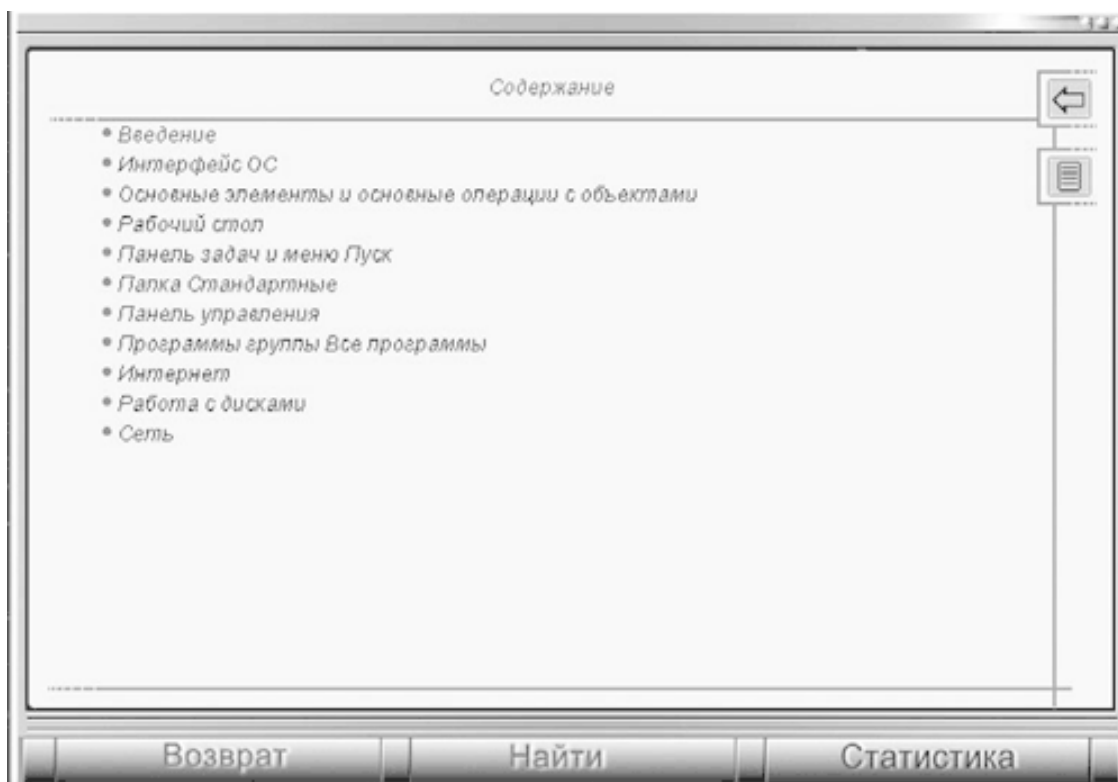 Содержание
Введение
Интерфейс ОС
Основные элементы и основные операции с объектами
Рабочий стол
Панель задач и меню Пуск
Папка Стандартные
Панель управления
Программы группы Все программы
Интернет
Работа с дисками
Сеть
Возврат Найти Статистика